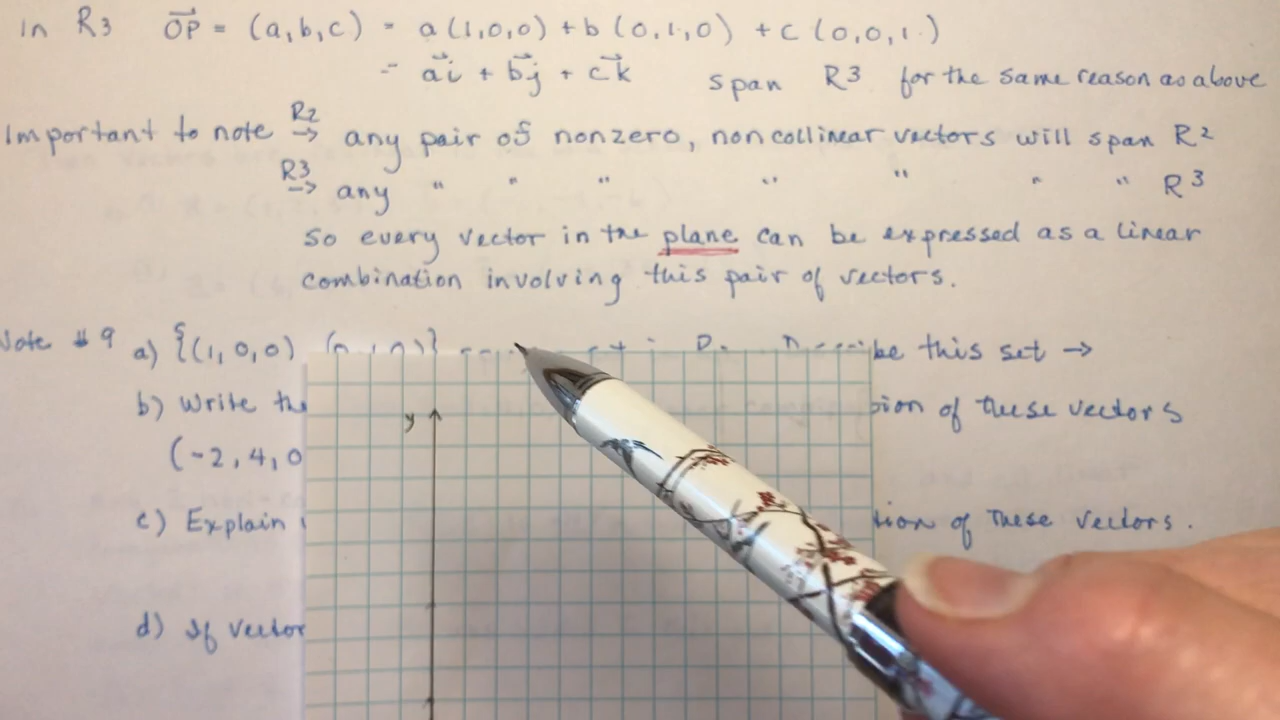 in R3 →OP = (a,b,c) = a(1,0,0) + b(0,1,0) + c(0,0,1)
= a→i + b→j + c→k span R3 for the same reason as above
Important to note R2 → any pair of nonzero, noncollinear vectors will span R2
R3 → any " " " " " " " R3
so every vector in the plane can be expressed as a linear
combination involving this pair of vectors.
Note #9 a) {(1,0,0) (0,1,0)} this set →
b) Write the of these vectors
(-2,4,0
c) Explain of these vectors.
d) If vector
y